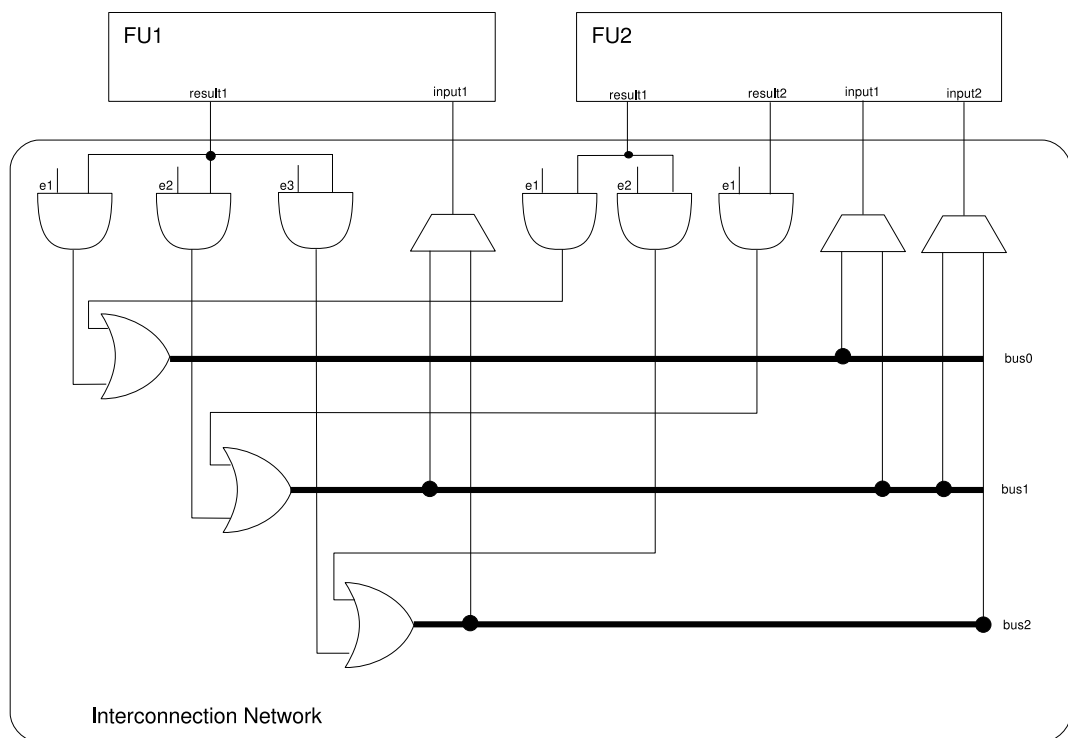 FU1
FU2
result1
input1
result1
result2
input1
input2
e1
e2
e3
e1
e2
e1
bus0
bus1
bus2
Interconnection Network